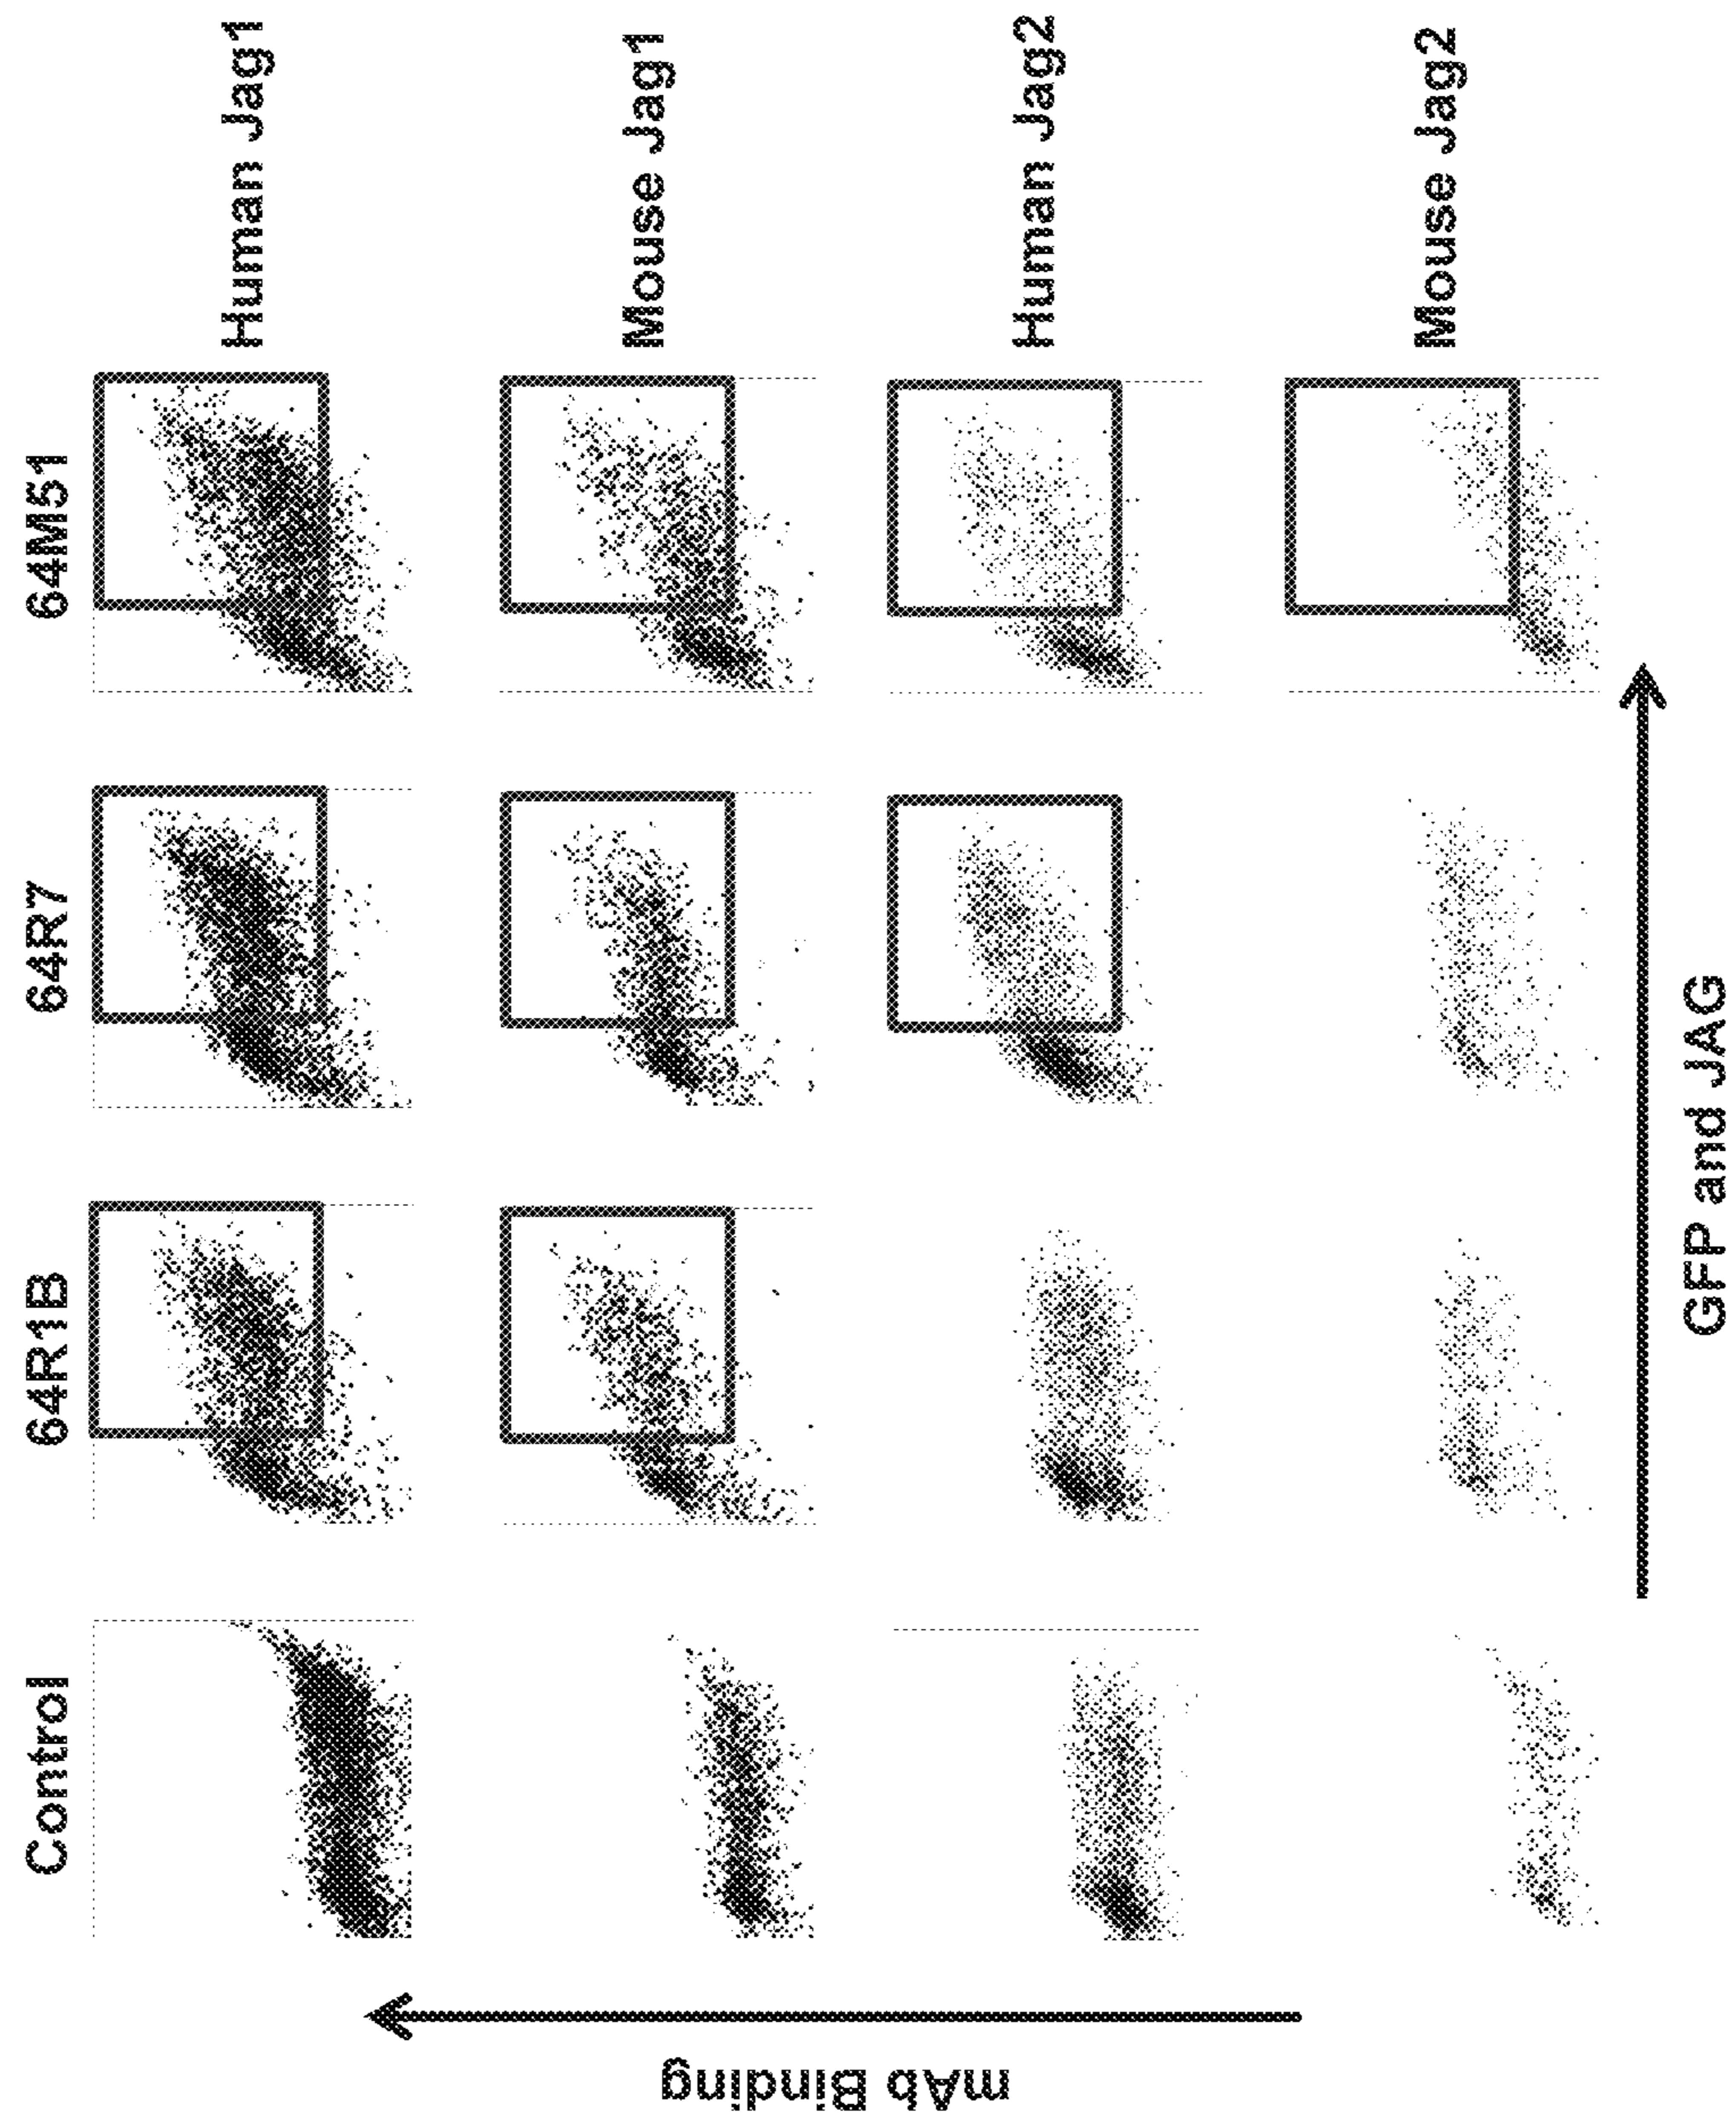 Control
64R1B
64R7
64M51
Human Jag1
Mouse Jag1
Human Jag2
Mouse Jag2
mAb Binding
GFP and JAG